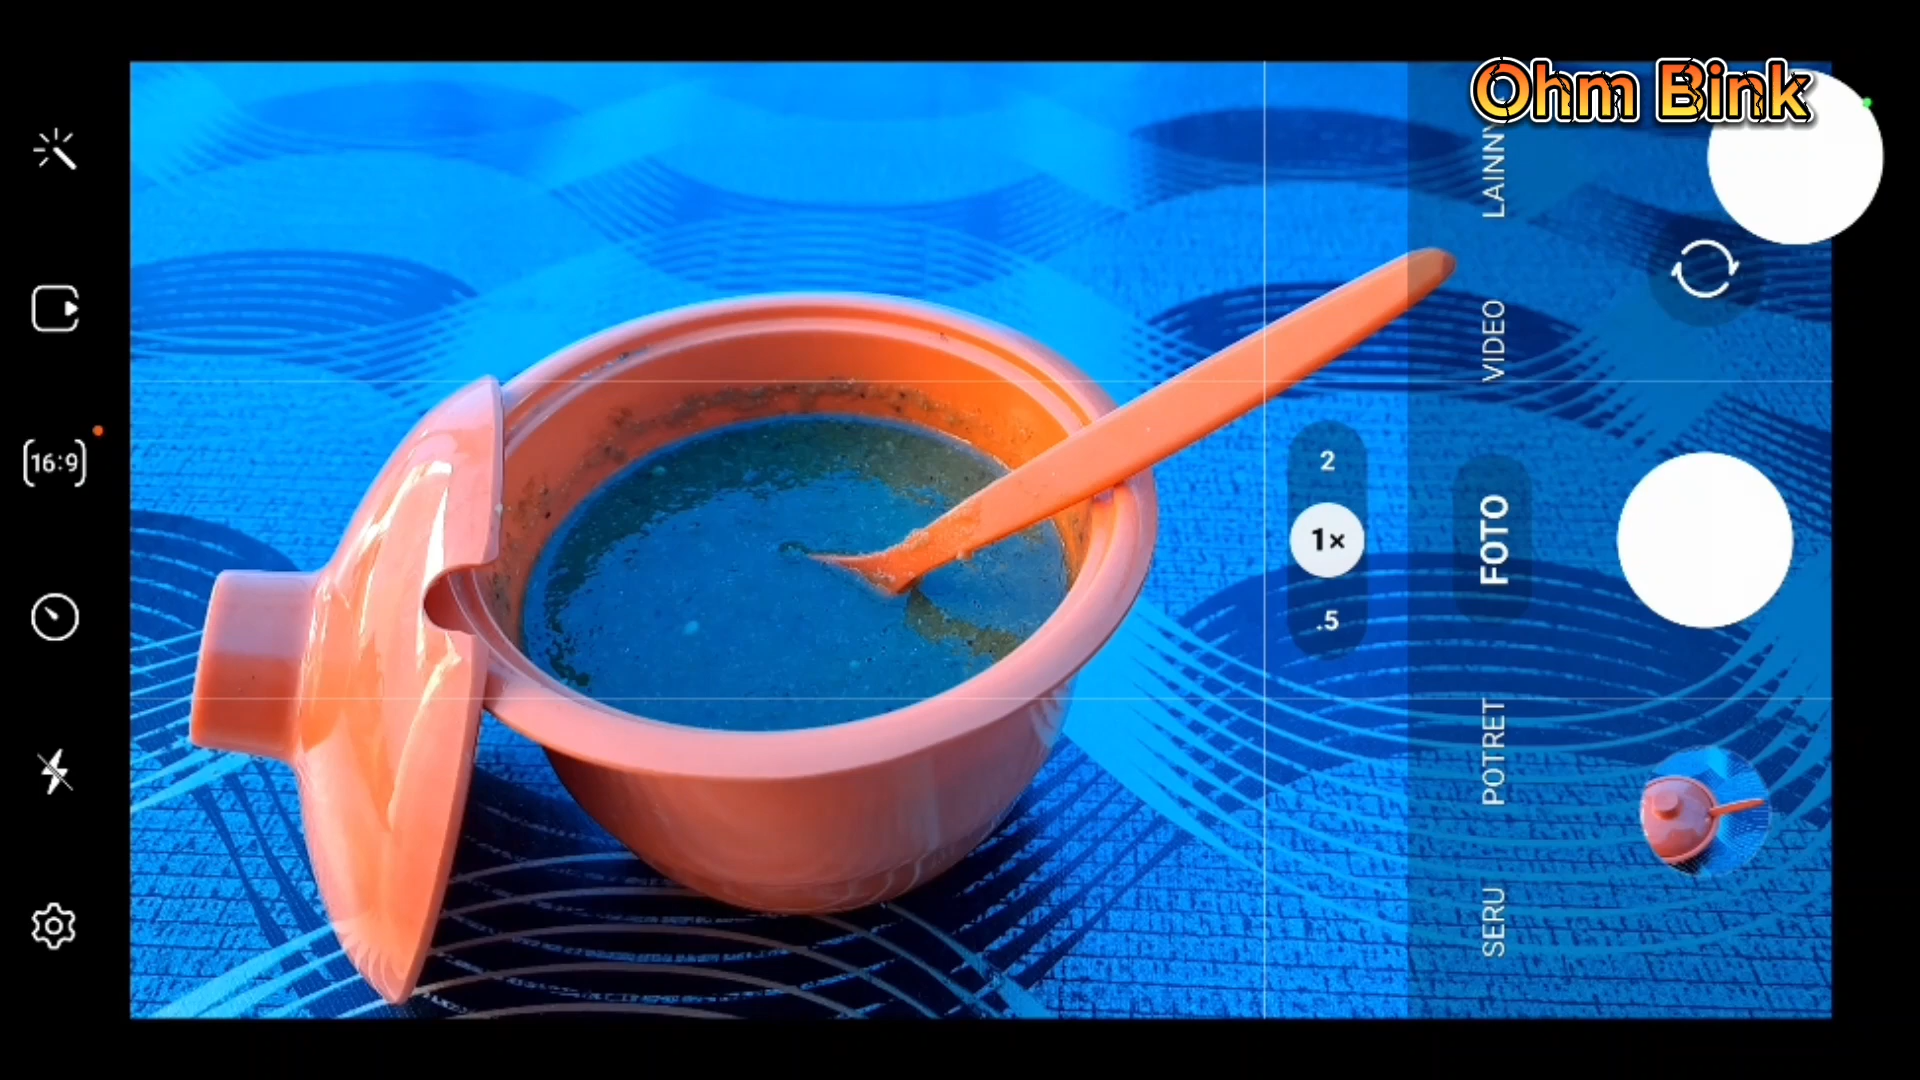 Ohm Bink
16:9
LAINNY
VIDEO
FOTO
POTRET
SERU
2
1×
.5